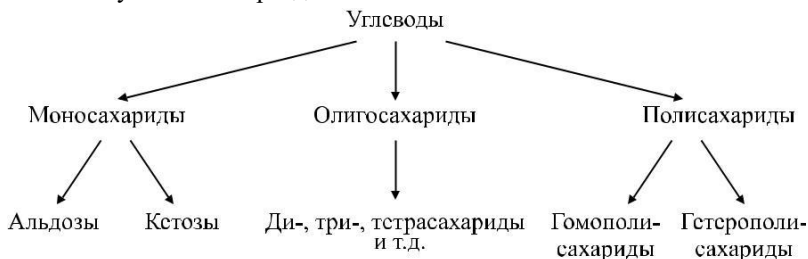 Углеводы
Моносахариды Олигосахариды Полисахариды
Альдозы Кетозы Ди-, три-, тетрасахариды Гомополи- Гетерополи-
и т.д. сахариды сахариды